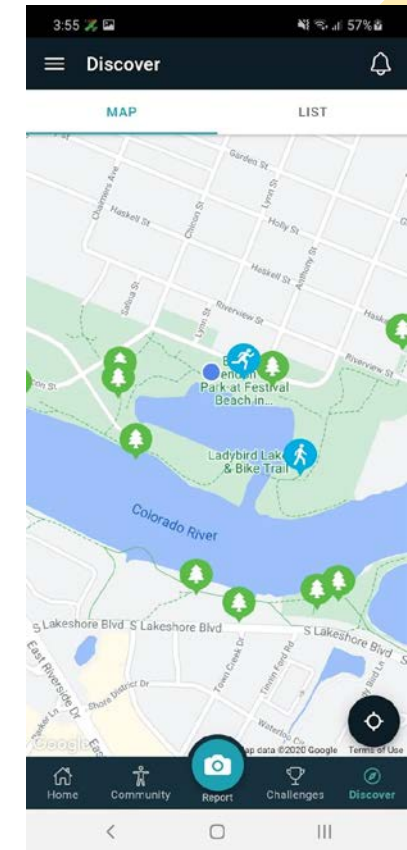 3:55
57%
Discover
MAP
LIST
Garden St
Chalmers Ave
Lynn St
Haskell St
Chicon St
Holly St
Anthony St
Haskell St
Salina St
Lynn St
Riverview St
Riverview St
Park at Festival
Beach in...
Ladybird Lake
& Bike Trail
Colorado River
S Lakeshore Blvd
S Lakeshore Blvd
S Lakeshore Blvd
East Riverside Dr
Shore District Dr
Town Creek Dr
Tinnin Ford Rd
Waterloo
Google
map data ©2020 Google
Terms of Use
Home
Community
Report
Challenges
Discover